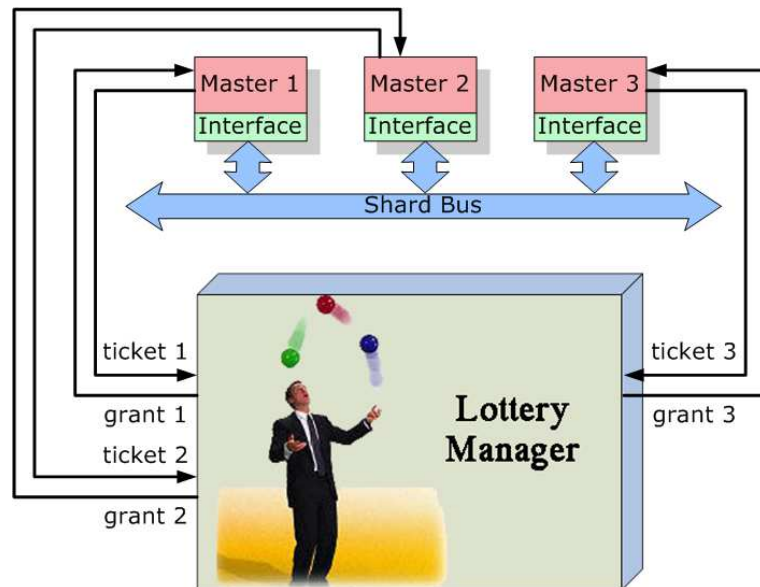 Master 1
Master 2
Master 3
Interface
Interface
Interface
Shard Bus
ticket 1
ticket 3
grant 1
grant 3
Lottery
Manager
ticket 2
grant 2